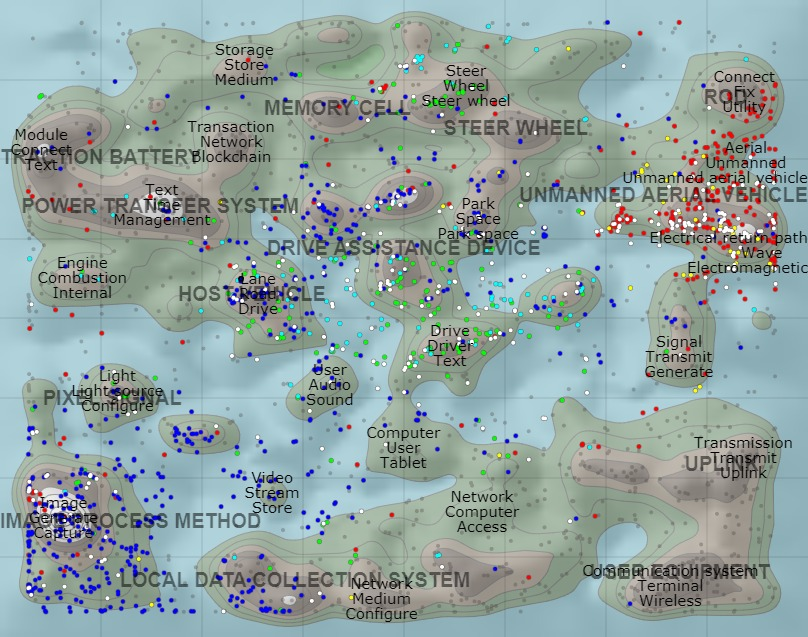 Storage
Store
Medium
Steer
Wheel
Steer wheel
Connect
Fix
Utility
MEMORY CELL
STEER WHEEL
Module
Connect
Text
Transaction
Network
Blockchain
TRACTION BATTERY
Aerial
Unmanned
Unmanned aerial vehicle
UNMANNED AERIAL VEHICLE
Text
Time
Management
POWER TRANSFER SYSTEM
Park
Space
Park space
DRIVE ASSISTANCE DEVICE
Electrical return path
Wave
Electromagnetic
Engine
Combustion
Internal
HOST VEHICLE
Lane
Road
Drive
Drive
Driver
Text
Signal
Transmit
Generate
Light
Light source
Configure
PIXEL SIGNAL
User
Audio
Sound
Computer
User
Tablet
Transmission
Transmit
Uplink
UPLINK
Video
Stream
Store
Network
Computer
Access
Image
Generate
Capture
IMAGE PROCESS METHOD
LOCAL DATA COLLECTION SYSTEM
Network
Medium
Configure
Communication system
Terminal
Wireless